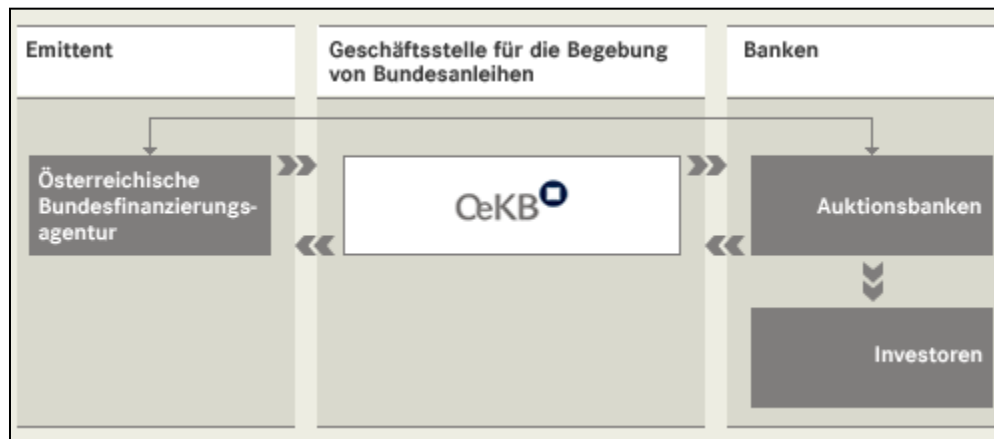 Emittent
Geschäftsstelle für die Begebung
von Bundesanleihen
Banken
Österreichische
Bundesfinanzierungs-
agentur
OeKB
Auktionsbanken
Investoren